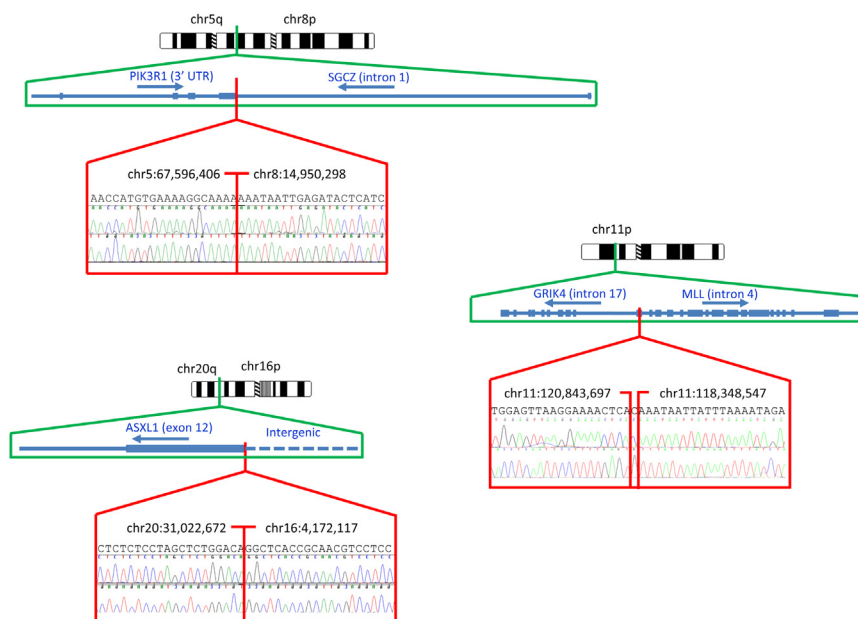 chr5q chr8p
PIK3R1 (3’ UTR) SGCZ (intron 1)
chr5:67,596,406 chr8:14,950,298
AACCATGTGAAAAGGCAAAAAAATAATTGAGATACTCATC
chr11p
GRIK4 (intron 17) MLL (intron 4)
chr11:120,843,697 chr11:118,348,547
TGGAGTTAAGGAAAACTCACAAATAATTATTTAAAATAGA
chr20q chr16p
ASXL1 (exon 12) Intergenic
chr20:31,022,672 chr16:4,172,117
CTCTCTCCTAGCTCTGGACAGGCTCACCGCAACGTCCTCC